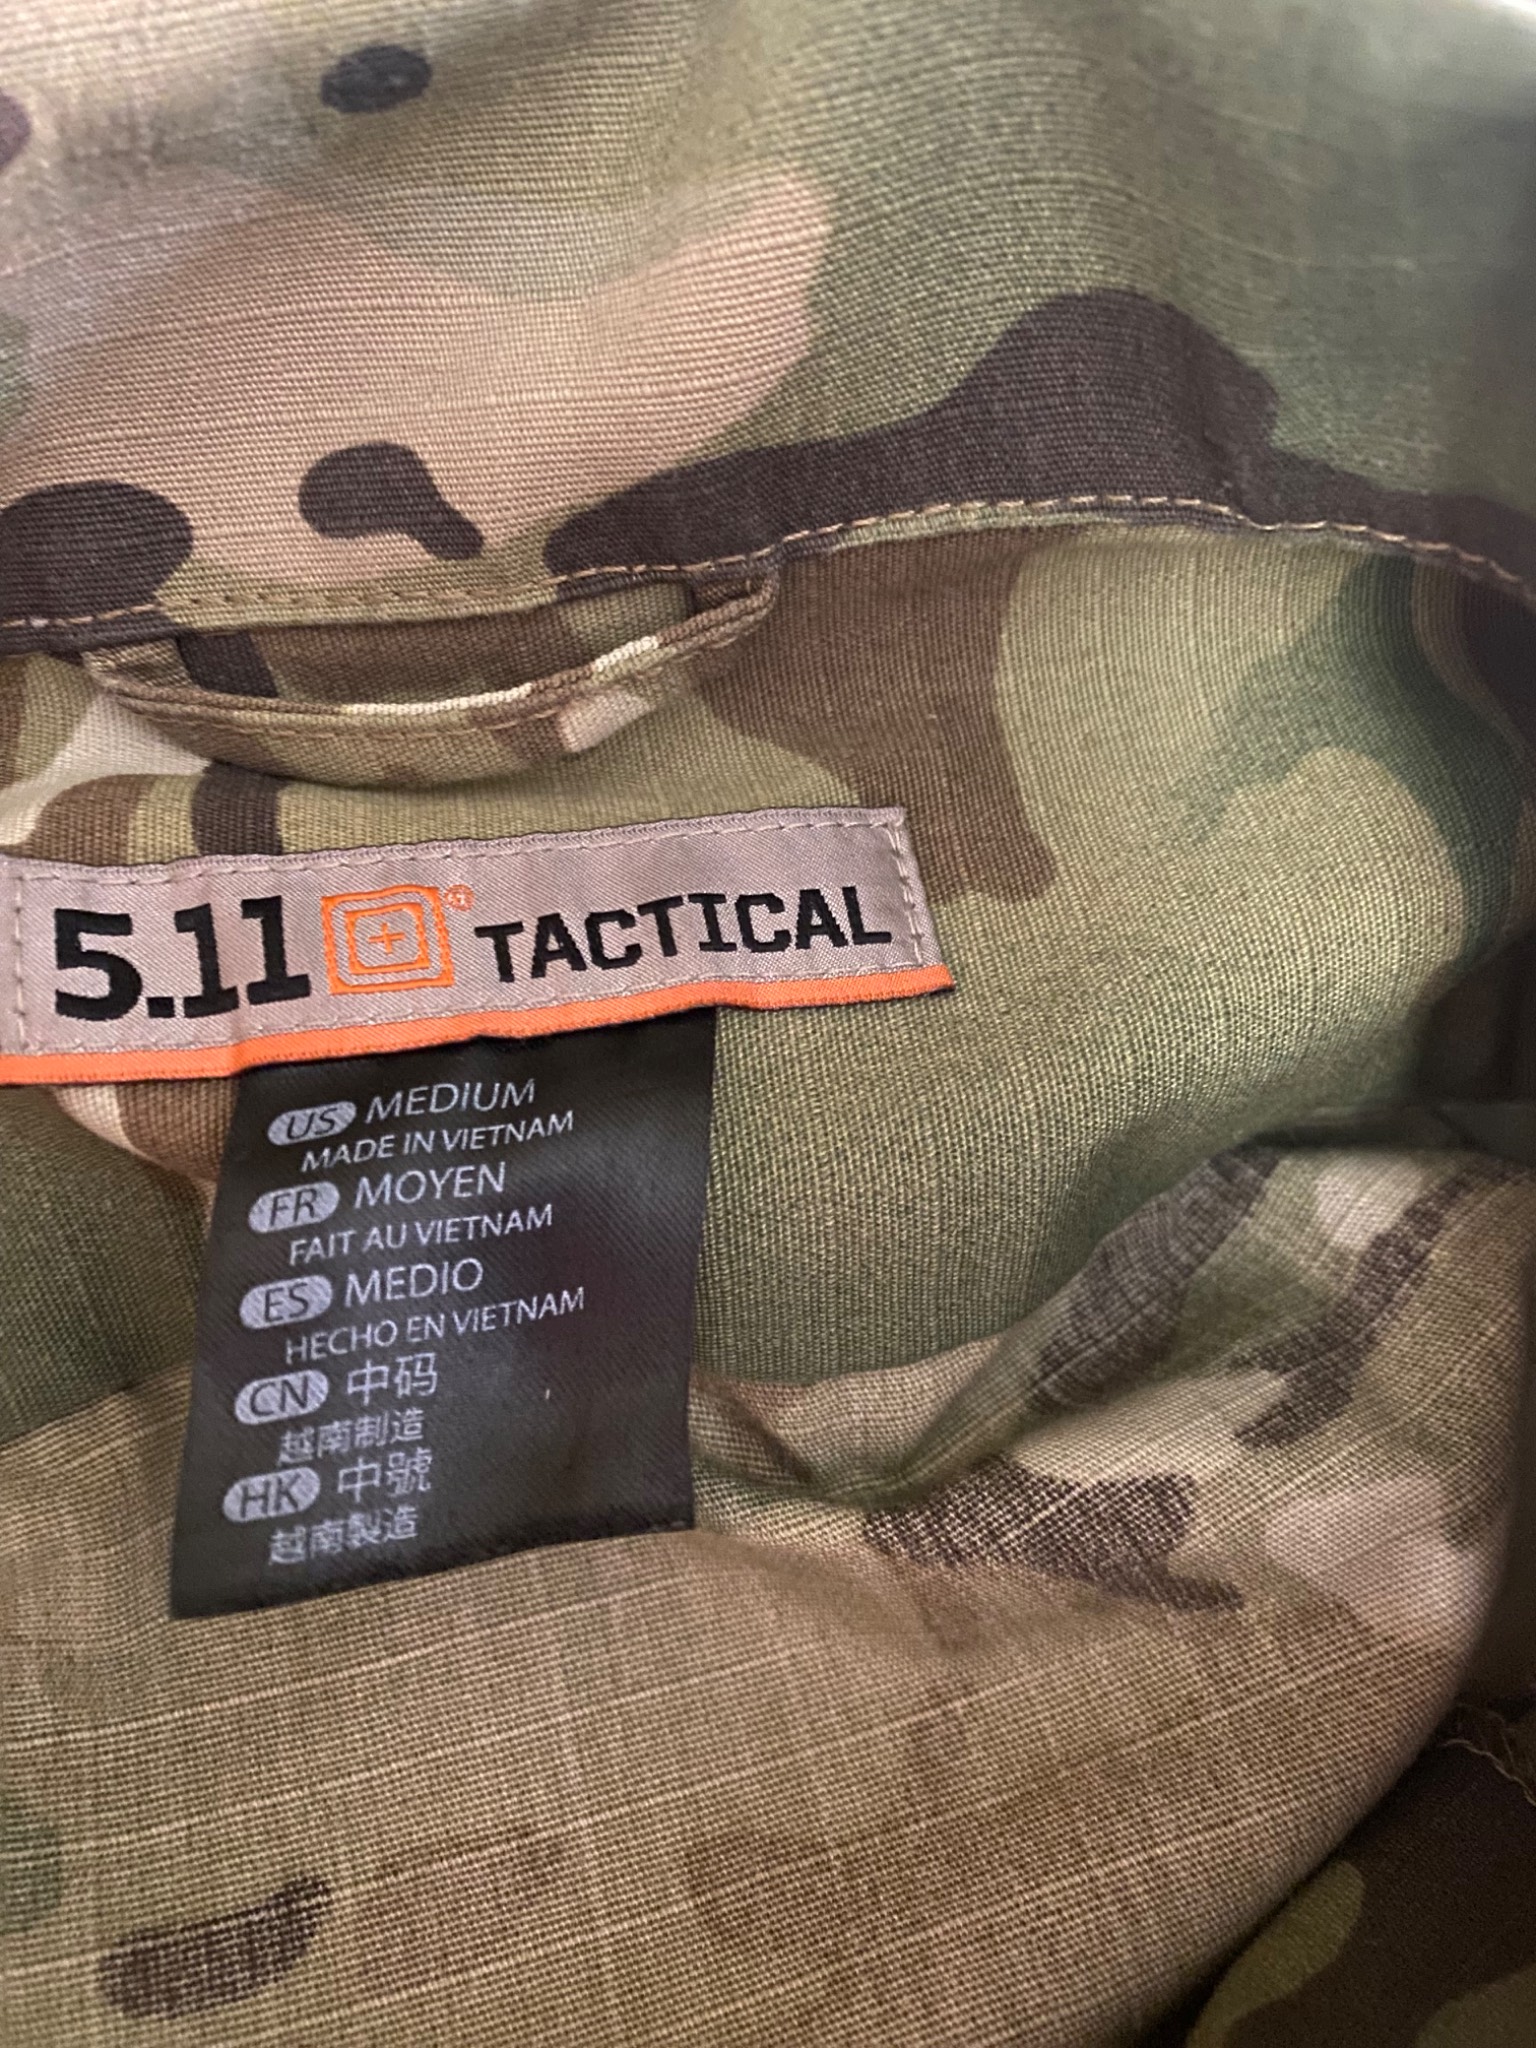 5.11 ® TACTICAL
US MEDIUM
MADE IN VIETNAM
FR MOYEN
FAIT AU VIETNAM
ES MEDIO
HECHO EN VIETNAM
CN 中码
越南制造
HK 中號
越南製造